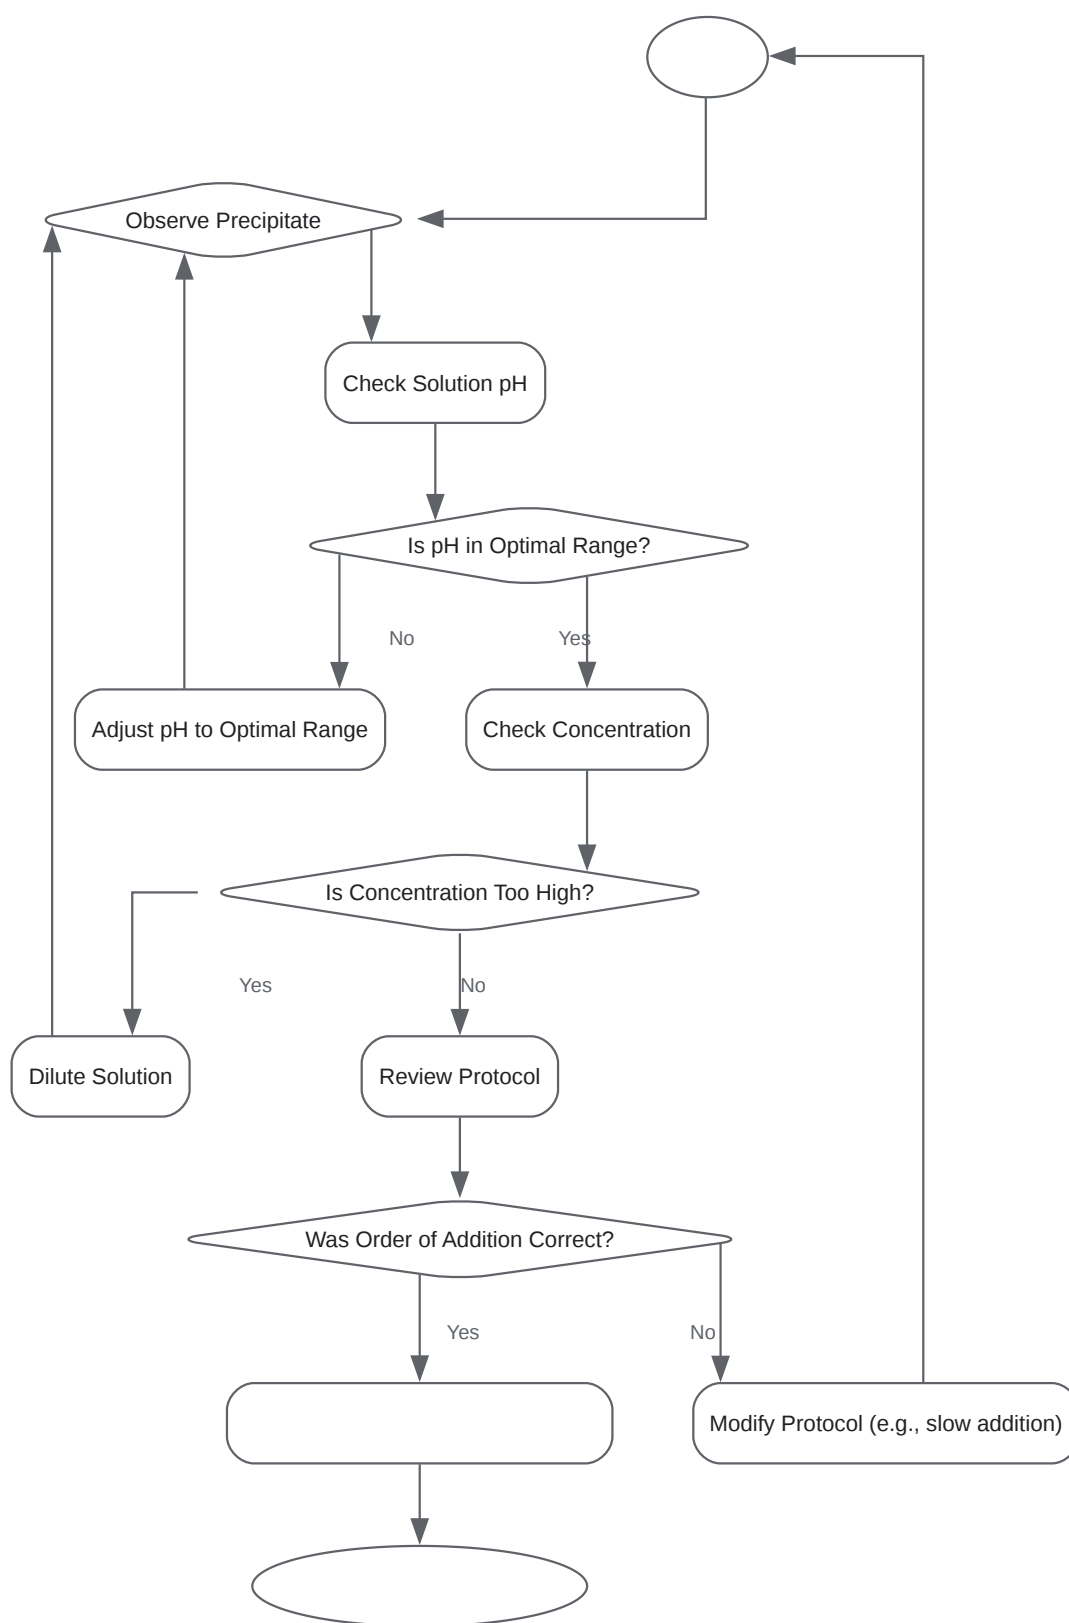 Observe Precipitate
Check Solution pH
Is pH in Optimal Range?
No
Yes
Adjust pH to Optimal Range
Check Concentration
Is Concentration Too High?
Yes
No
Dilute Solution
Review Protocol
Was Order of Addition Correct?
Yes
No
Modify Protocol (e.g., slow addition)